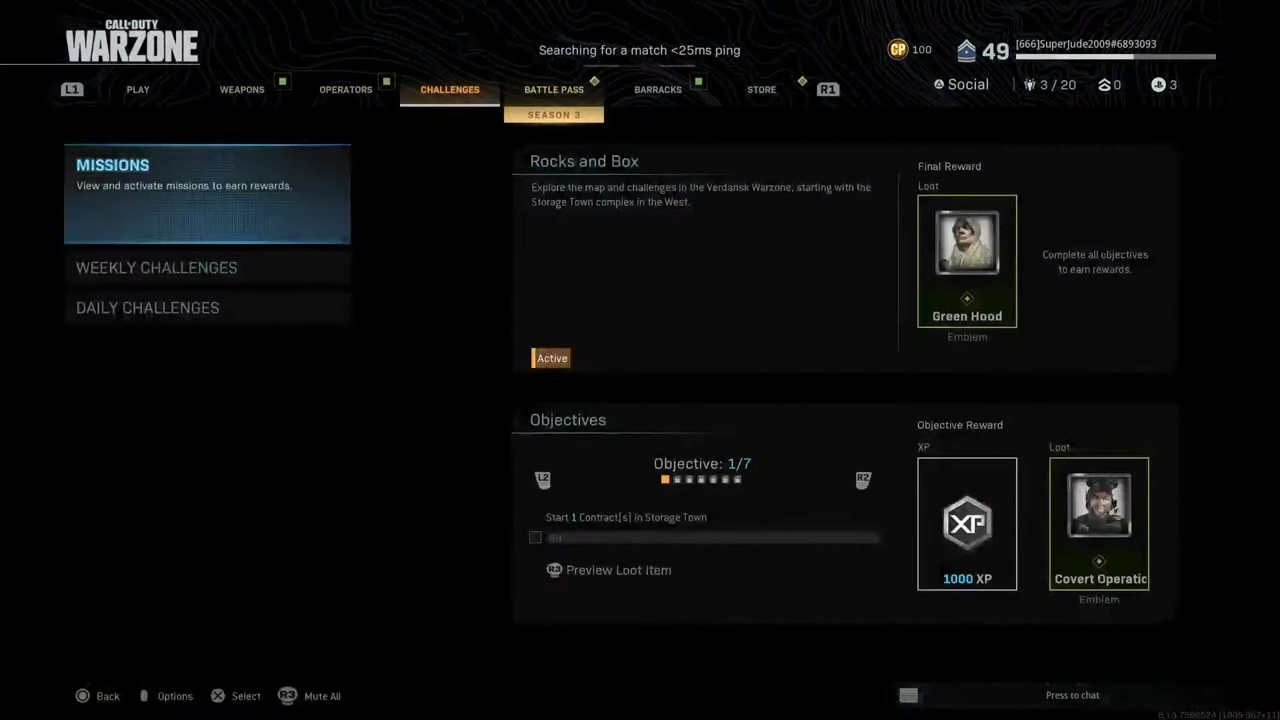 CALL OF DUTY
WARZONE
Searching for a match <25ms ping
CP 100
49
[666]SuperJude2009#6893093
L1
PLAY
WEAPONS
OPERATORS
CHALLENGES
BATTLE PASS
BARRACKS
STORE
R1
SEASON 3
Social
3 / 20
0
3
MISSIONS
View and activate missions to earn rewards.
WEEKLY CHALLENGES
DAILY CHALLENGES
Rocks and Box
Explore the map and challenges in the Verdansk Warzone, starting with the
Storage Town complex in the West.
Active
Final Reward
Loot
Green Hood
Emblem
Complete all objectives
to earn rewards.
Objectives
Objective: 1/7
L2
R2
Start 1 Contract[s] in Storage Town
0/1
R3 Preview Loot Item
Objective Reward
XP
XP
1000 XP
Loot
Covert Operatic
Emblem
Back
Options
Select
R3 Mute All
Press to chat